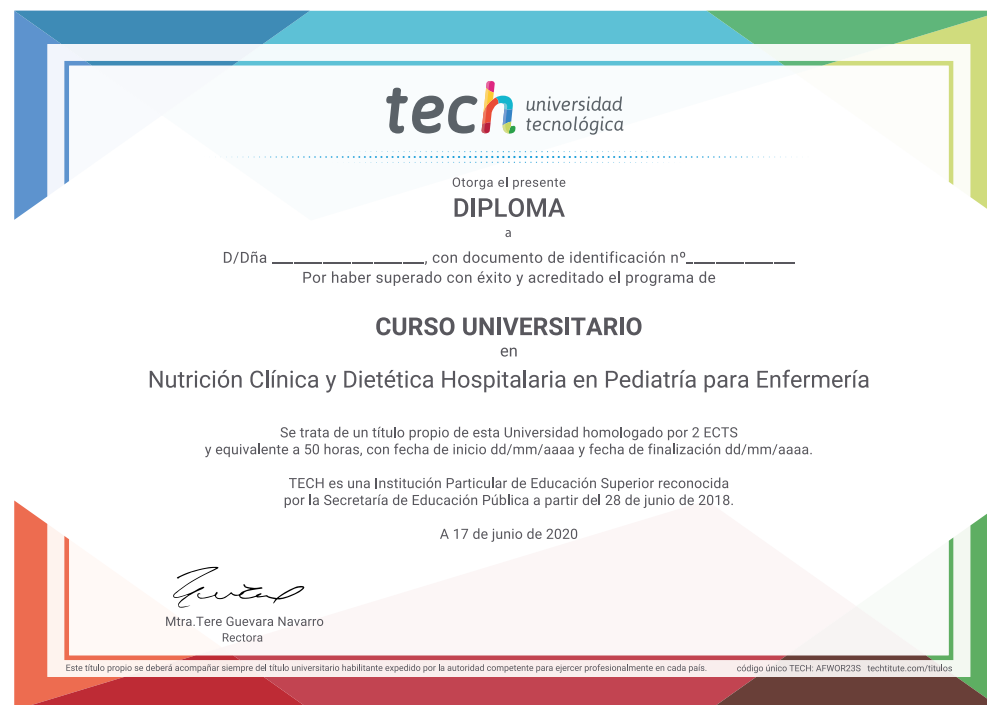 tech universidad
tecnológica
Otorga el presente
DIPLOMA
a
D/Dña ______________, con documento de identificación nº__________
Por haber superado con éxito y acreditado el programa de
CURSO UNIVERSITARIO
en
Nutrición Clínica y Dietética Hospitalaria en Pediatría para Enfermería
Se trata de un título propio de esta Universidad homologado por 2 ECTS
y equivalente a 50 horas, con fecha de inicio dd/mm/aaaa y fecha de finalización dd/mm/aaaa.
TECH es una Institución Particular de Educación Superior reconocida
por la Secretaría de Educación Pública a partir del 28 de junio de 2018.
A 17 de junio de 2020
Mtra.Tere Guevara Navarro
Rectora
Este título propio se deberá acompañar siempre del título universitario habilitante expedido por la autoridad competente para ejercer profesionalmente en cada país. código único TECH: AFWOR23S techtitute.com/titulos